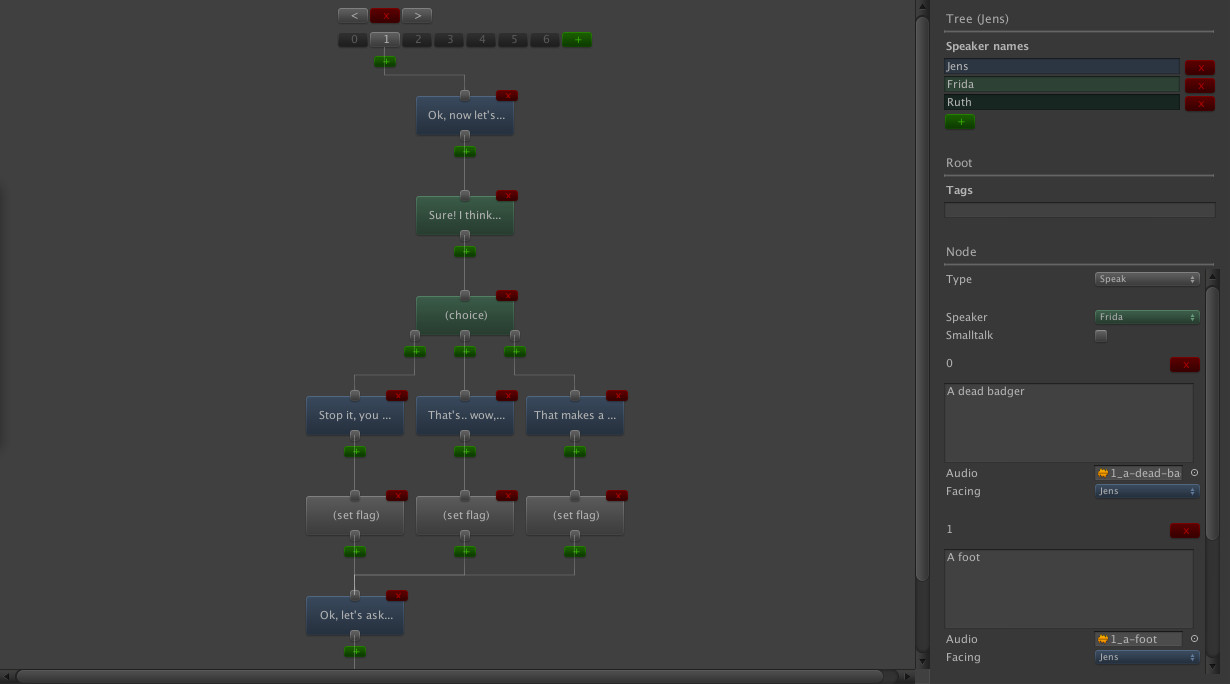 < x >
0 1 2 3 4 5 6 +
+
x
Ok, now let's...
+
x
Sure! I think...
+
x
(choice)
+ + +
x x x
Stop it, you ... That's.. wow,... That makes a ...
+ + +
x x x
(set flag) (set flag) (set flag)
+ + +
x
Ok, let's ask...
+
Tree (Jens)
Speaker names
Jens x
Frida x
Ruth x
+
Root
Tags
Node
Type Speak
Speaker Frida
Smalltalk
0 x
A dead badger
Audio 1_a-dead-ba
Facing Jens
1 x
A foot
Audio 1_a-foot
Facing Jens